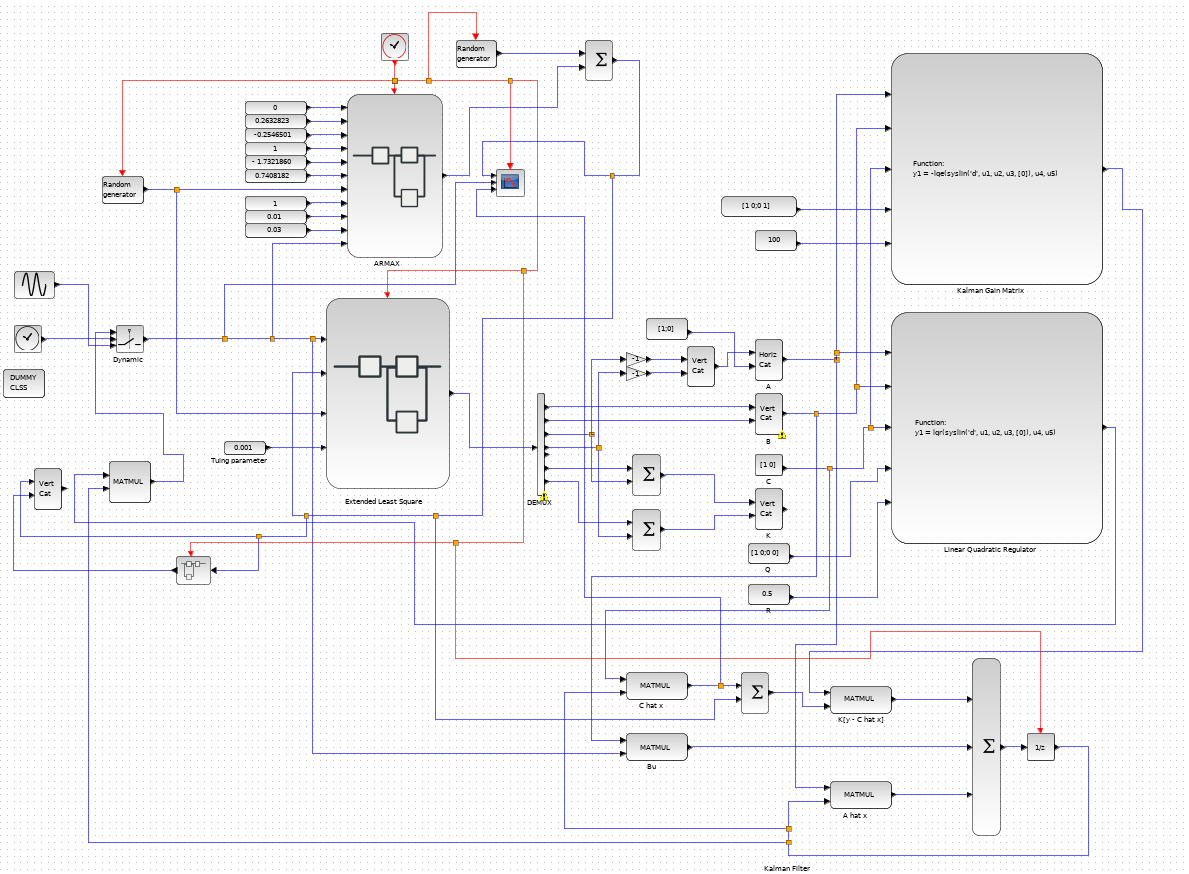 Random
generator
Σ
0
0.2632823
-0.2546501
1
- 1.7321860
0.7408182
Random
generator
1
0.01
0.03
ARMAX
Function:
y1 = -lqe(syslin('d', u1, u2, u3, [0]), u4, u5)
[1 0;0 1]
100
Kalman Gain Matrix
Dynamic
DUMMY
CLSS
[1;0]
-1
-1
Vert
Cat
Horiz
Cat
A
Vert
Cat
B
Function:
y1 = lqr(syslin('d', u1, u2, u3, [0]), u4, u5)
0.001
Tuing parameter
Extended Least Square
DEMUX
Σ
[1 0]
C
Vert
Cat
MATMUL
Σ
Vert
Cat
K
[1 0;0 0]
Q
Linear Quadratic Regulator
0.5
R
MATMUL
C hat x
Σ
MATMUL
K[y - C hat x]
MATMUL
Bu
Σ
1/z
MATMUL
A hat x
Kalman Filter